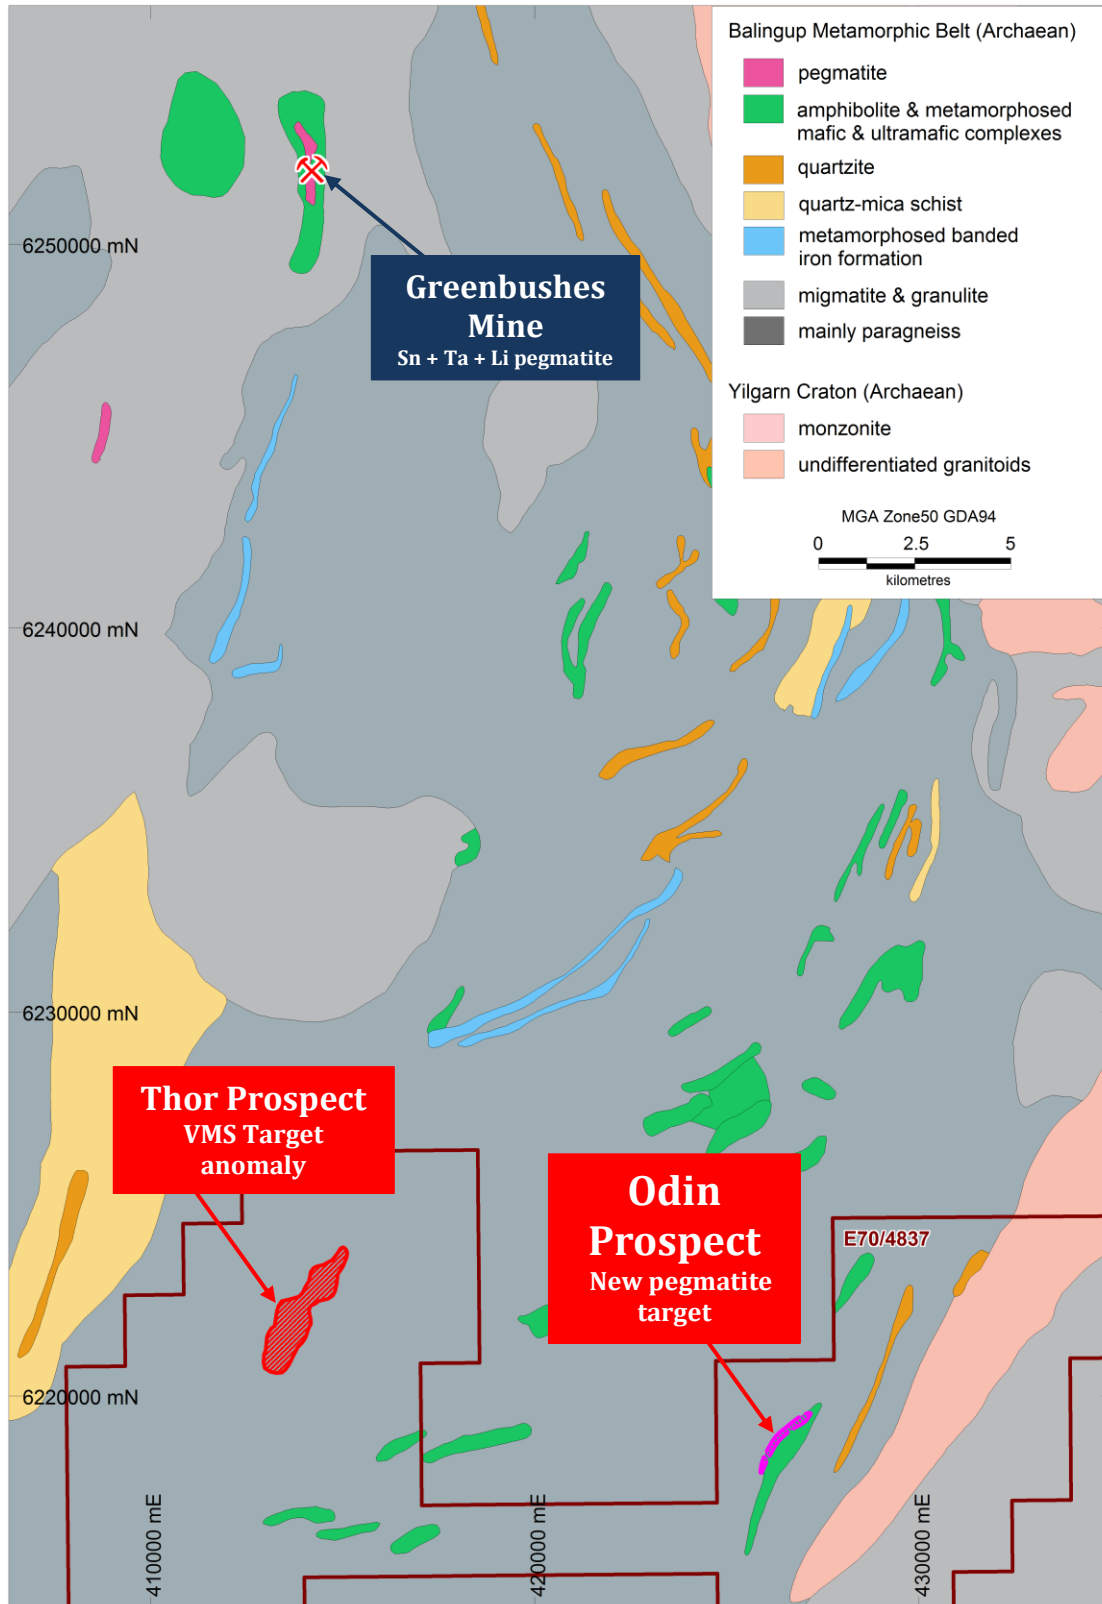 Balingup Metamorphic Belt (Archaean)
pegmatite
amphibolite & metamorphosed
mafic & ultramafic complexes
quartzite
quartz-mica schist
metamorphosed banded
iron formation
migmatite & granulite
mainly paragneiss
Yilgarn Craton (Archaean)
monzonite
undifferentiated granitoids
MGA Zone50 GDA94
0 2.5 5
kilometres
6250000 mN
Greenbushes
Mine
Sn + Ta + Li pegmatite
6240000 mN
6230000 mN
Thor Prospect
VMS Target
anomaly
Odin
Prospect
New pegmatite
target
E70/4837
6220000 mN
410000 mE
420000 mE
430000 mE